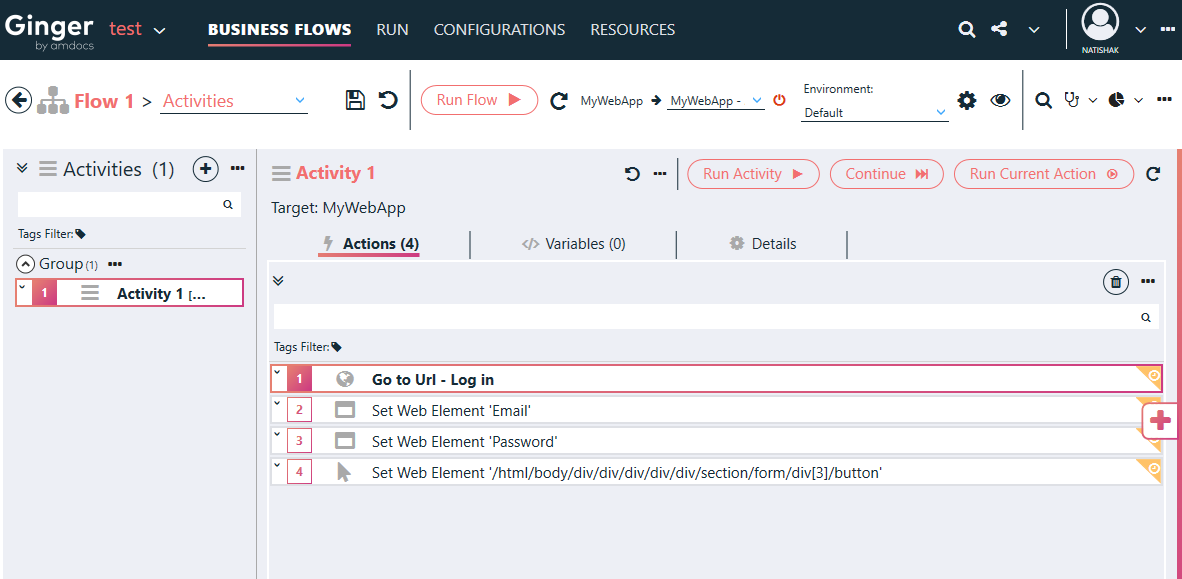 Ginger test BUSINESS FLOWS RUN CONFIGURATIONS RESOURCES
by amdocs
NATISHAK
Flow 1 > Activities Run Flow MyWebApp MyWebApp - Environment:
Default
Activities (1)
Tags Filter:
Group (1)
1 Activity 1 [...
Activity 1 Run Activity Continue Run Current Action
Target: MyWebApp
Actions (4) </> Variables (0) Details
Tags Filter:
1 Go to Url - Log in
2 Set Web Element 'Email'
3 Set Web Element 'Password'
4 Set Web Element '/html/body/div/div/div/div/div/section/form/div[3]/button'